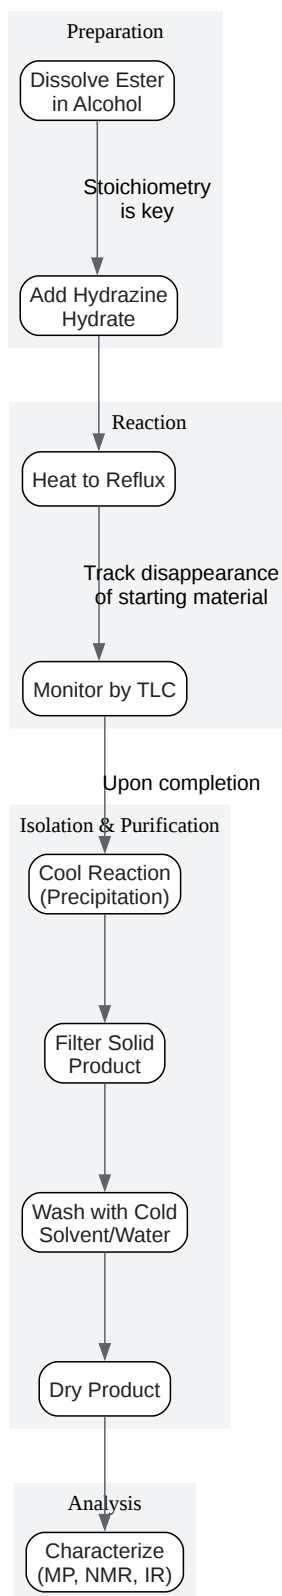 Preparation
Dissolve Ester
in Alcohol
Stoichiometry
is key
Add Hydrazine
Hydrate
Reaction
Heat to Reflux
Track disappearance
of starting material
Monitor by TLC
Upon completion
Isolation & Purification
Cool Reaction
(Precipitation)
Filter Solid
Product
Wash with Cold
Solvent/Water
Dry Product
Analysis
Characterize
(MP, NMR, IR)